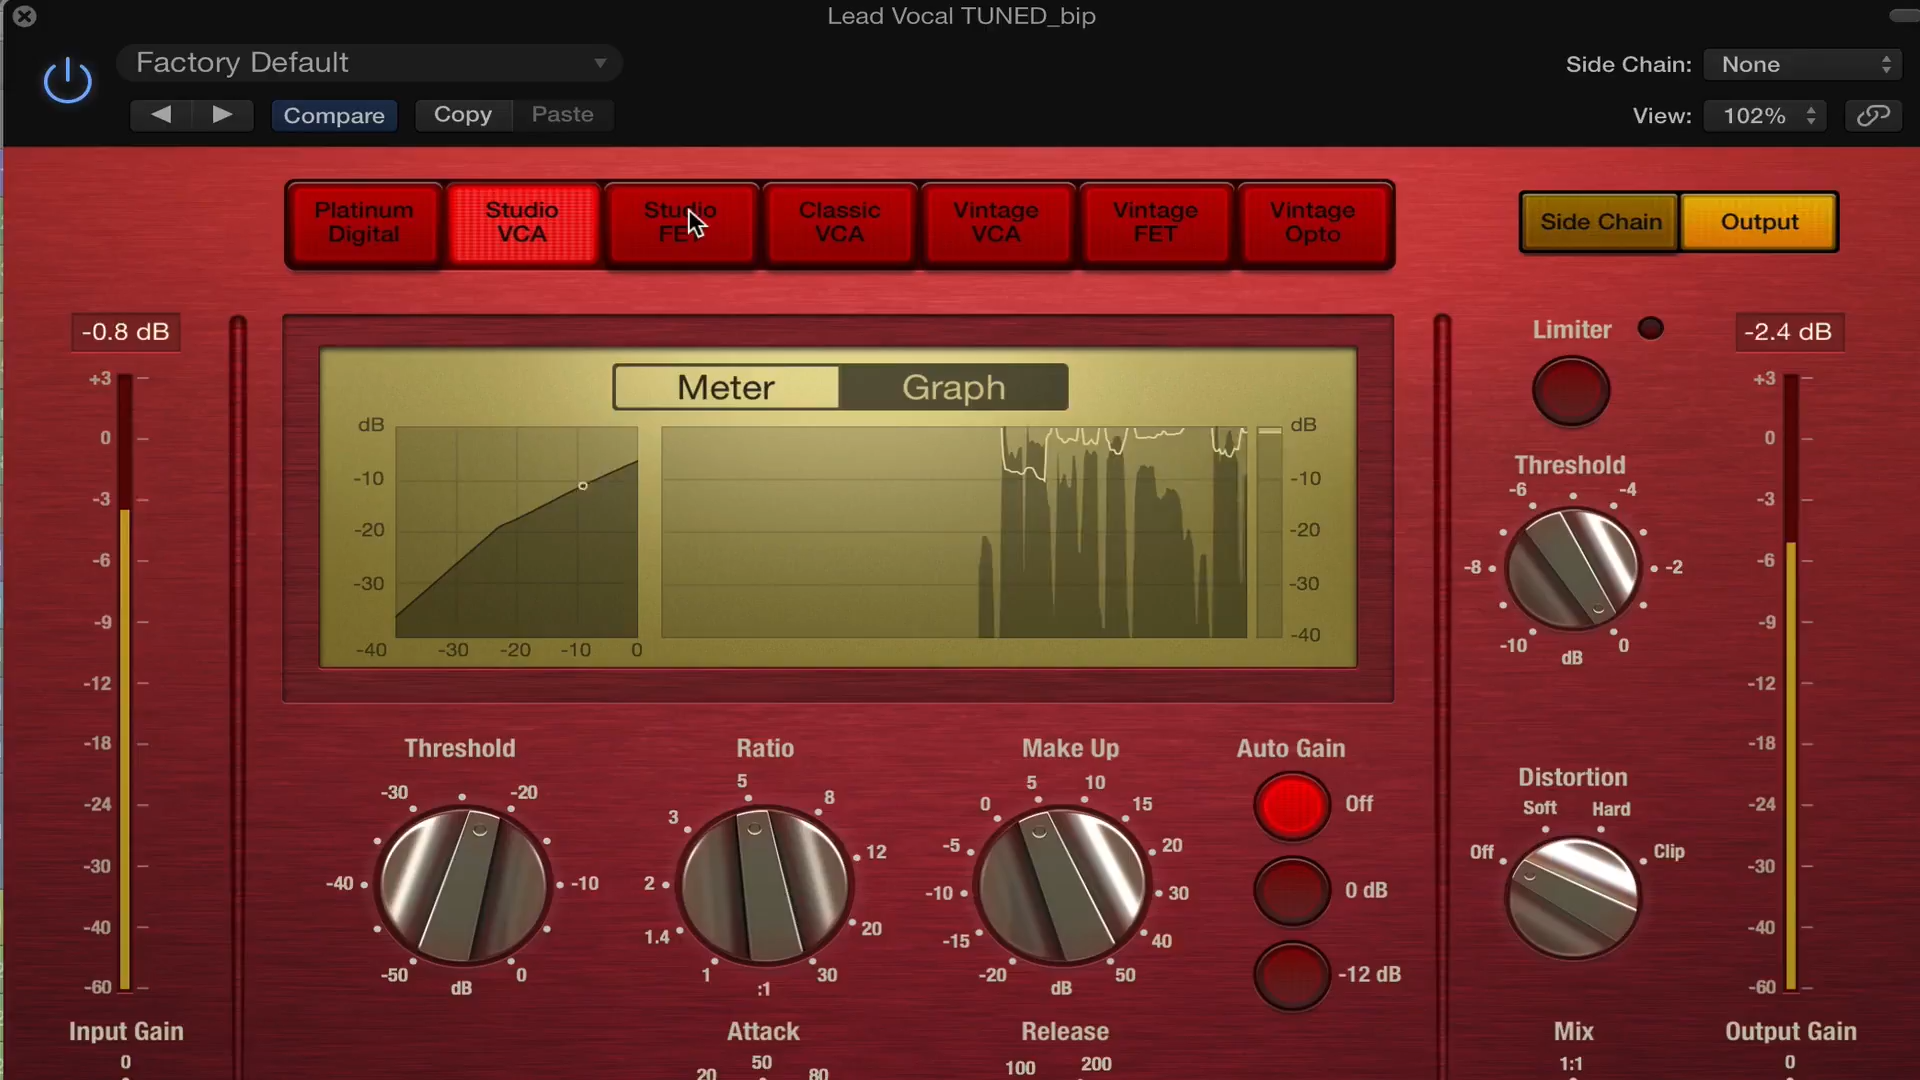 Lead Vocal TUNED_bip
Factory Default
Side Chain: None
Compare Copy Paste
View: 102%
Platinum Digital
Studio VCA
Studio FET
Classic VCA
Vintage VCA
Vintage FET
Vintage Opto
Side Chain Output
-0.8 dB
+3
0
-3
-6
-9
-12
-18
-24
-30
-40
-60
Input Gain
0
Meter Graph
dB
-10
-20
-30
-40 -30 -20 -10 0
dB
-10
-20
-30
-40
Threshold
-30 -20
-40 -10
-50 0
dB
Ratio
5
3 8
2 12
1.4 20
1 30
:1
Make Up
5 10
0 15
-5 20
-10 30
-15 40
-20 50
dB
Auto Gain
Off
0 dB
-12 dB
Attack
50
20 80
Release
100 200
Limiter
Threshold
-6 -4
-8 -2
-10 0
dB
Distortion
Soft Hard
Off Clip
Mix
1:1
-2.4 dB
+3
0
-3
-6
-9
-12
-18
-24
-30
-40
-60
Output Gain
0